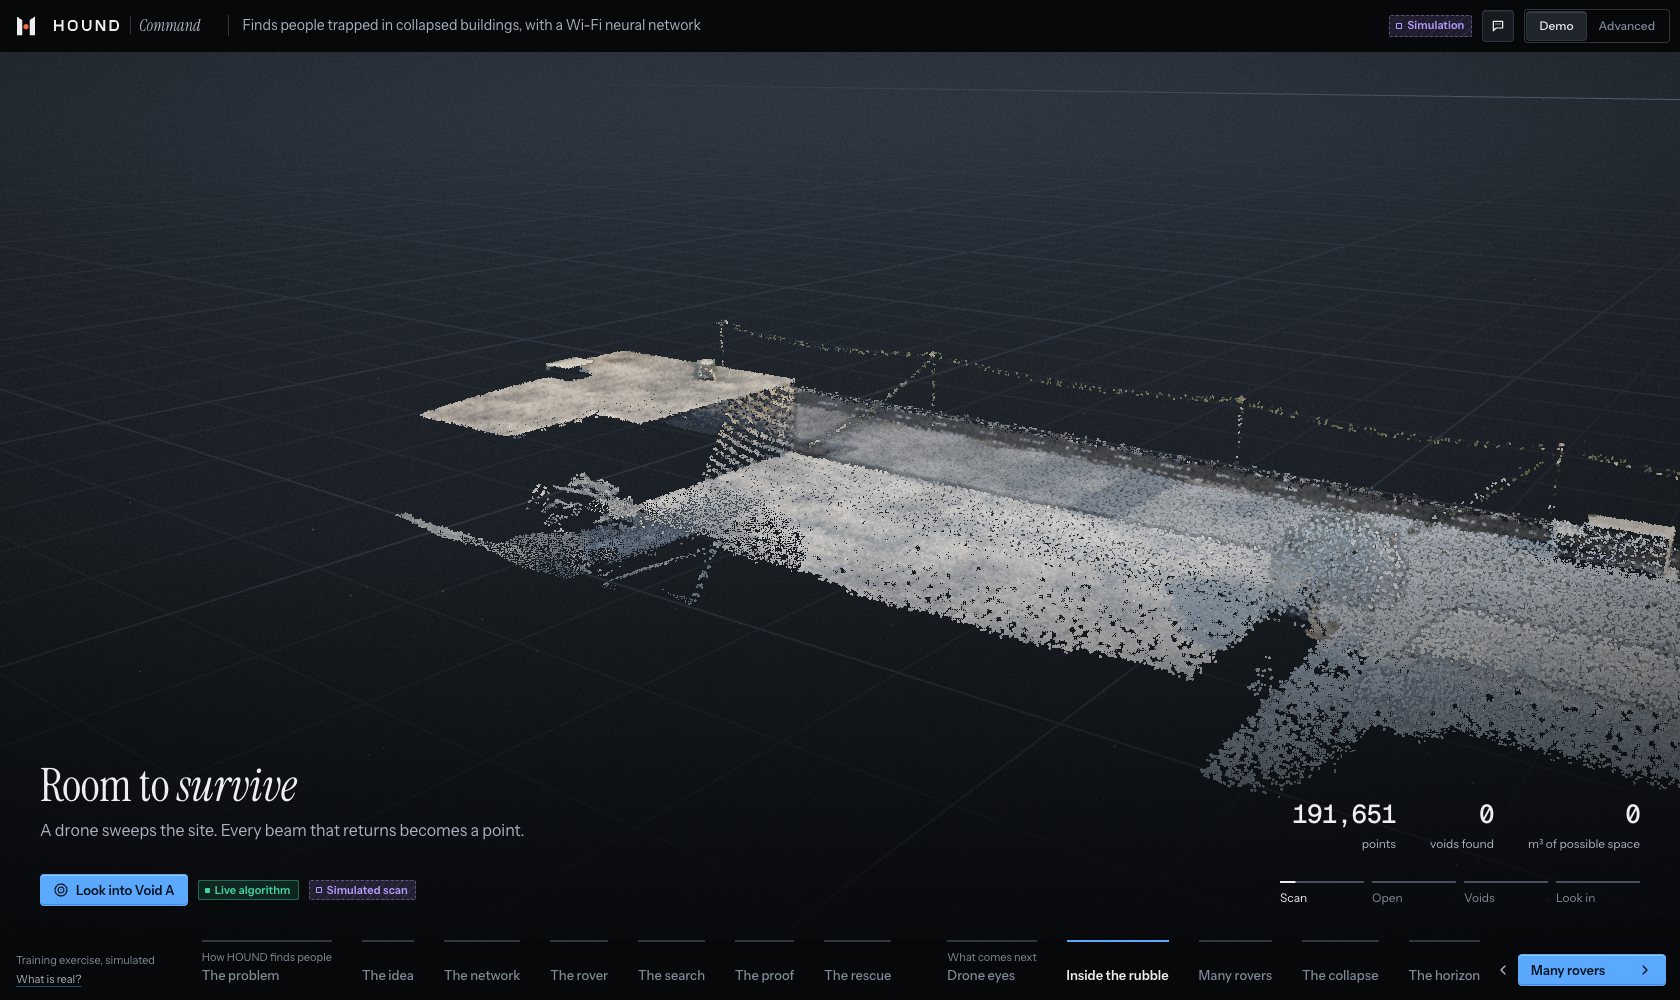 HOUND Command
Finds people trapped in collapsed buildings, with a Wi-Fi neural network
Simulation
Demo
Advanced
Room to survive
A drone sweeps the site. Every beam that returns becomes a point.
Look into Void A
Live algorithm
Simulated scan
191,651
points
0
voids found
0
m³ of possible space
Scan
Open
Voids
Look in
Training exercise, simulated
What is real?
How HOUND finds people
The problem
The idea
The network
The rover
The search
The proof
The rescue
What comes next
Drone eyes
Inside the rubble
Many rovers
The collapse
The horizon
Many rovers